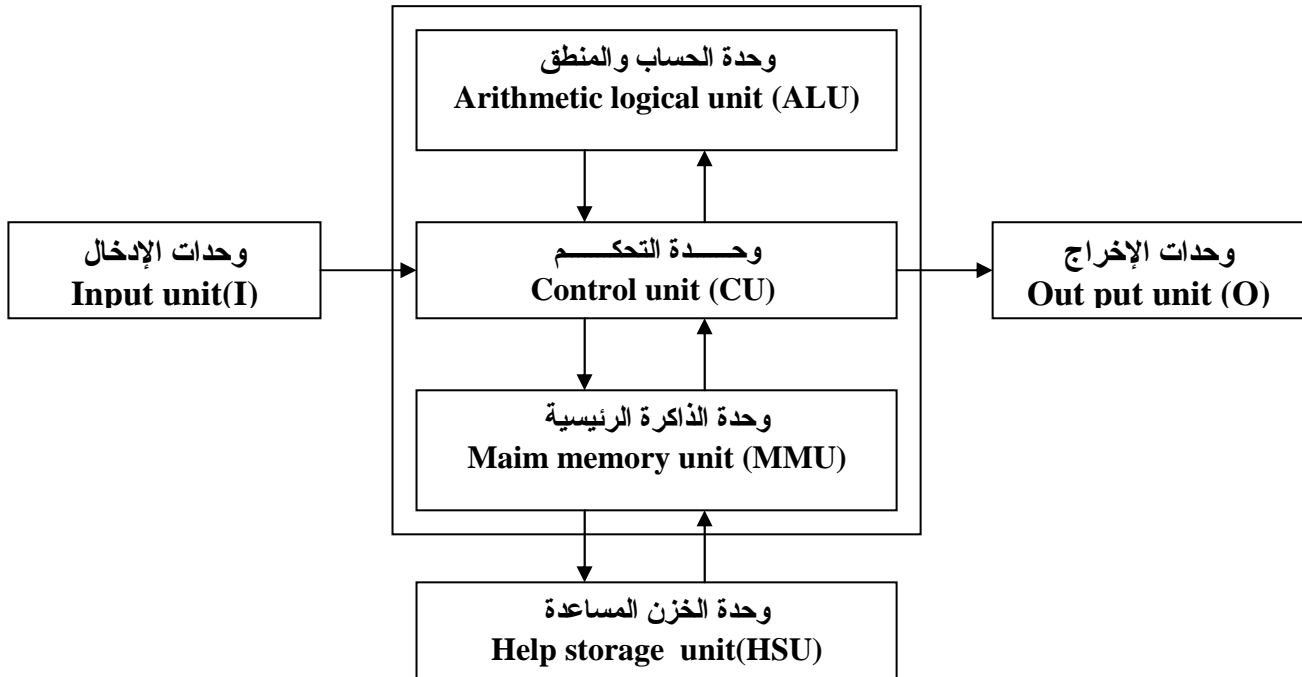 وحدة الحساب والمنطق
Arithmetic logical unit (ALU)
وحدات الإدخال
Input unit(I)
وحـــــدة التحكـــــم
Control unit (CU)
وحدات الإخراج
Out put unit (O)
وحدة الذاكرة الرئيسية
Maim memory unit (MMU)
وحدة الخزن المساعدة
Help storage unit(HSU)